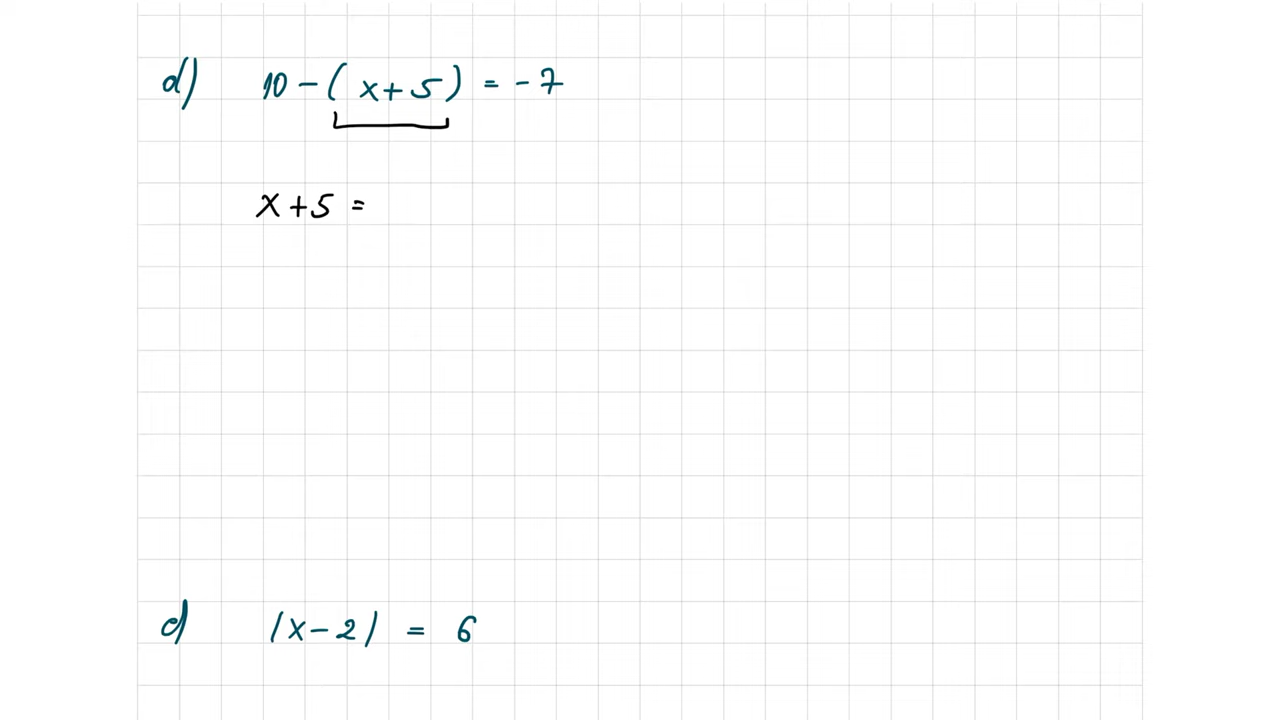 d) 10 - (x+5) = -7
x+5 =
e) |x-2| = 6